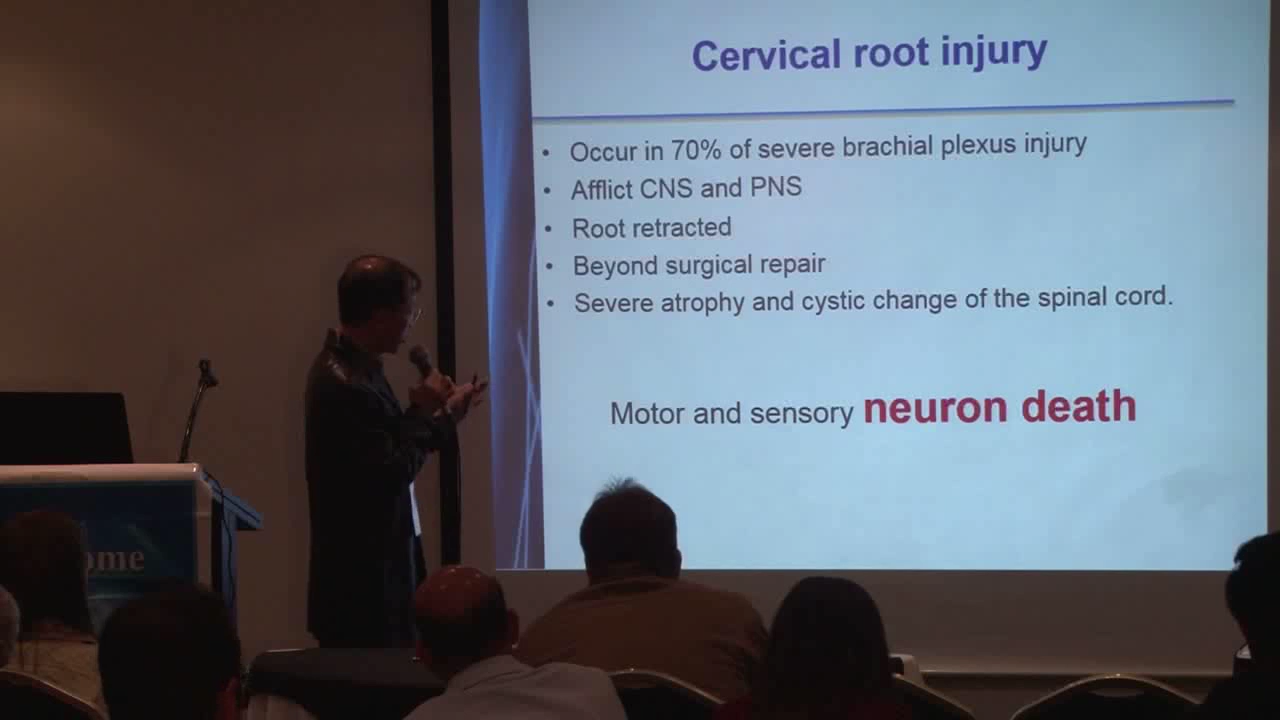 Cervical root injury
• Occur in 70% of severe brachial plexus injury
• Afflict CNS and PNS
• Root retracted
• Beyond surgical repair
• Severe atrophy and cystic change of the spinal cord.
Motor and sensory neuron death